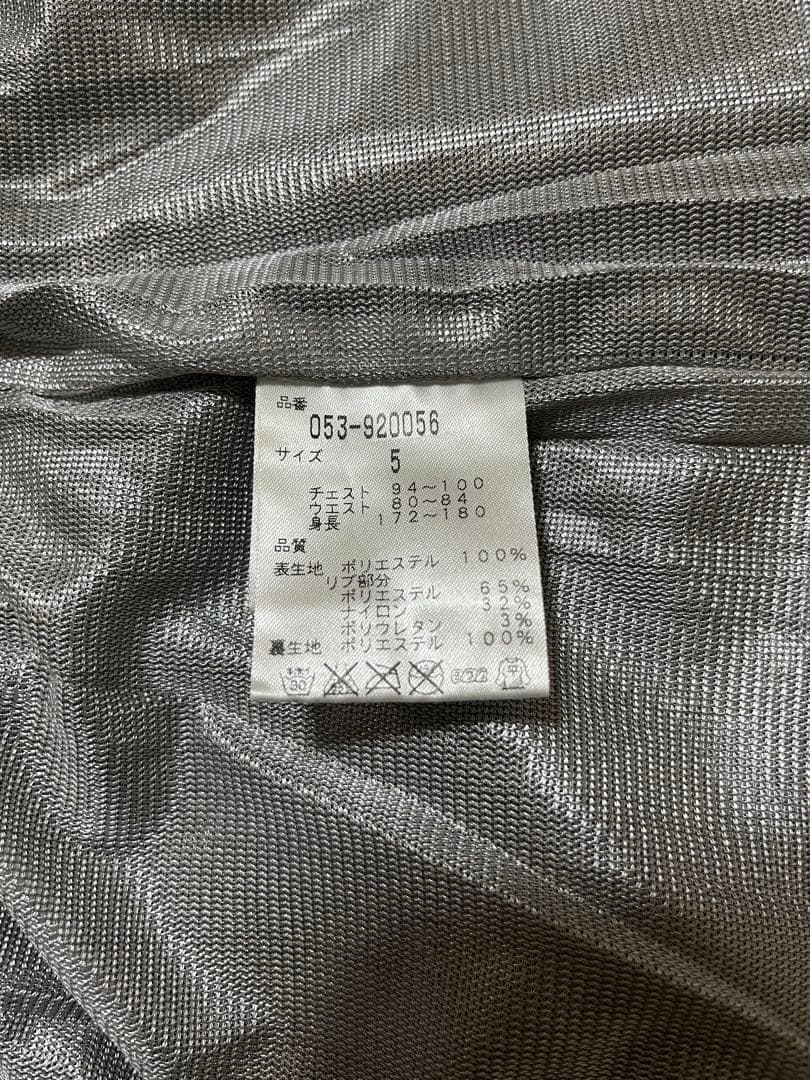 品番
053-920056
サイズ
5
チェスト 94～100
ウエスト 80～84
身長 172～180
品質
表生地 ポリエステル 100%
リブ部分
ポリエステル 65%
ナイロン 32%
ポリウレタン 3%
裏生地 ポリエステル 100%